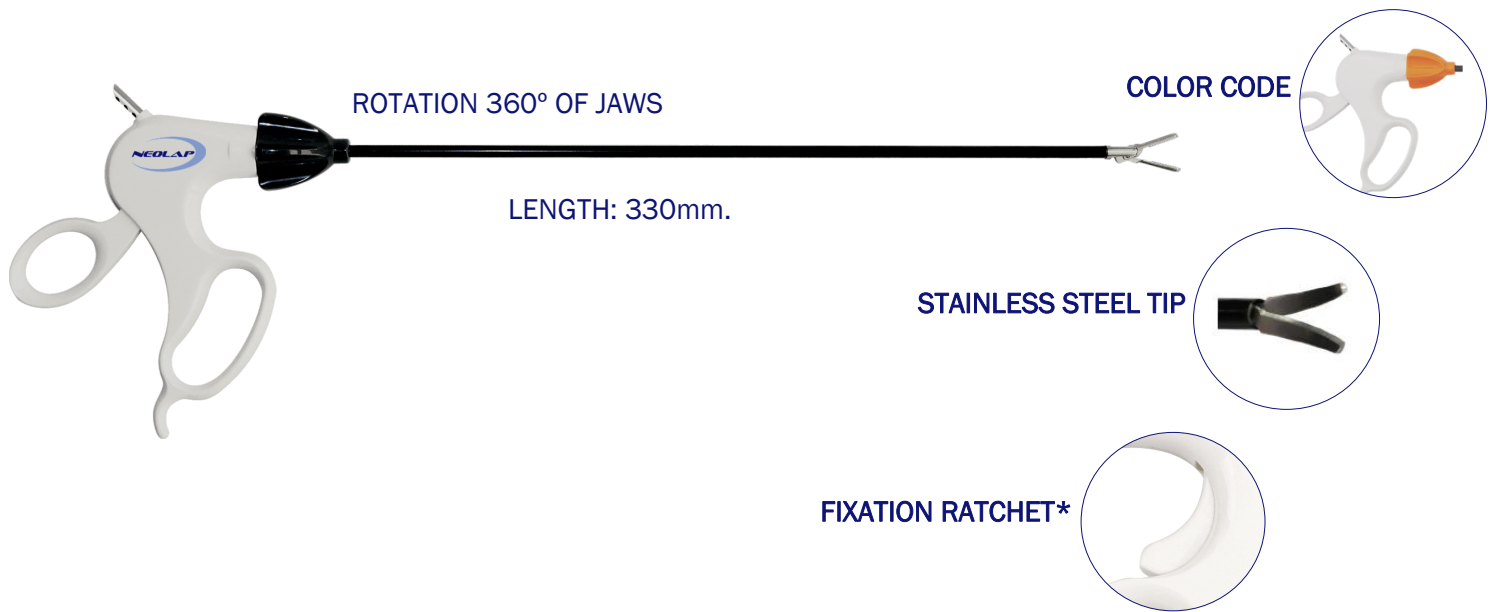 COLOR CODE
ROTATION 360º OF JAWS
NEOLAP
LENGTH: 330mm.
STAINLESS STEEL TIP
FIXATION RATCHET*